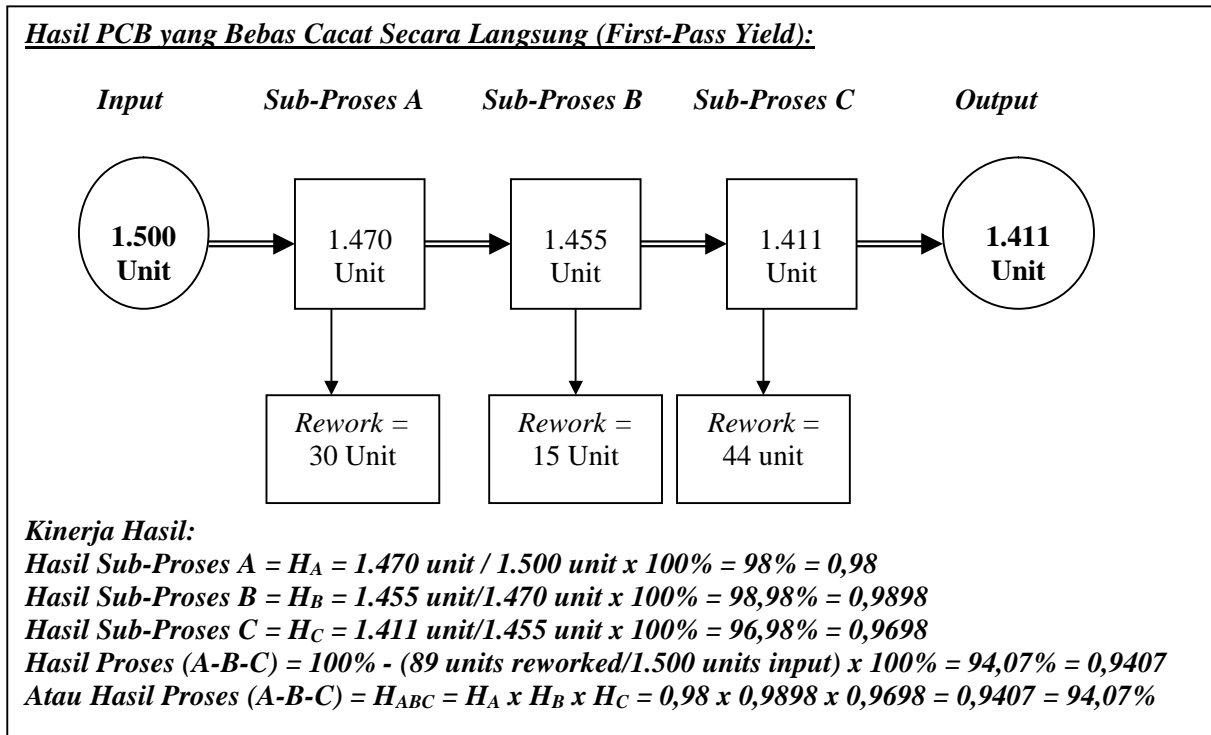 Hasil PCB yang Bebas Cacat Secara Langsung (First-Pass Yield):
Input Sub-Proses A Sub-Proses B Sub-Proses C Output
1.500 1.470 1.455 1.411 1.411
Unit Unit Unit Unit Unit
Rework = Rework = Rework =
30 Unit 15 Unit 44 unit
Kinerja Hasil:
Hasil Sub-Proses A = HA = 1.470 unit / 1.500 unit x 100% = 98% = 0,98
Hasil Sub-Proses B = HB = 1.455 unit/1.470 unit x 100% = 98,98% = 0,9898
Hasil Sub-Proses C = HC = 1.411 unit/1.455 unit x 100% = 96,98% = 0,9698
Hasil Proses (A-B-C) = 100% - (89 units reworked/1.500 units input) x 100% = 94,07% = 0,9407
Atau Hasil Proses (A-B-C) = HABC = HA x HB x HC = 0,98 x 0,9898 x 0,9698 = 0,9407 = 94,07%